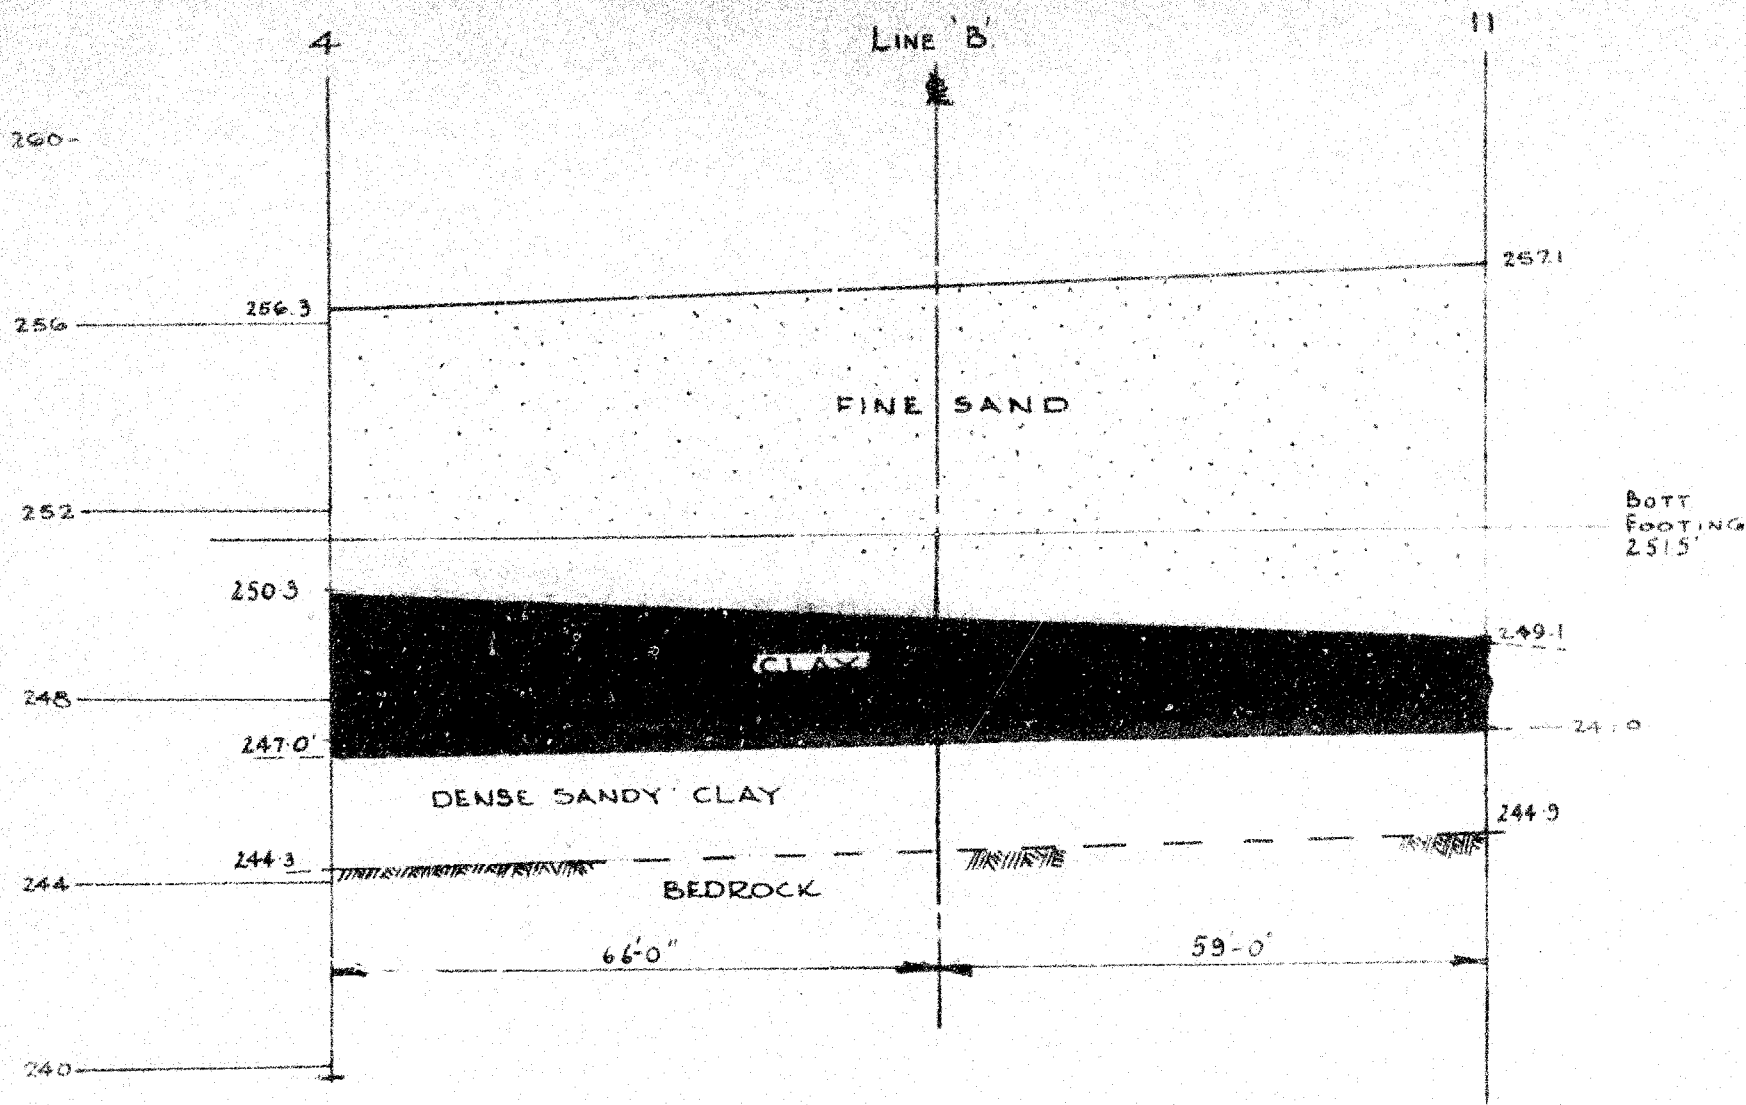 4
LINE 'B'
11
260-
257.1
256.3
256
FINE SAND
252
BOTT
FOOTING
251.5'
250.3
249.1
CLAY
248
247.0'
DENSE SANDY CLAY
244.9
244.3
244
BEDROCK
66'-0"
59'-0"
240